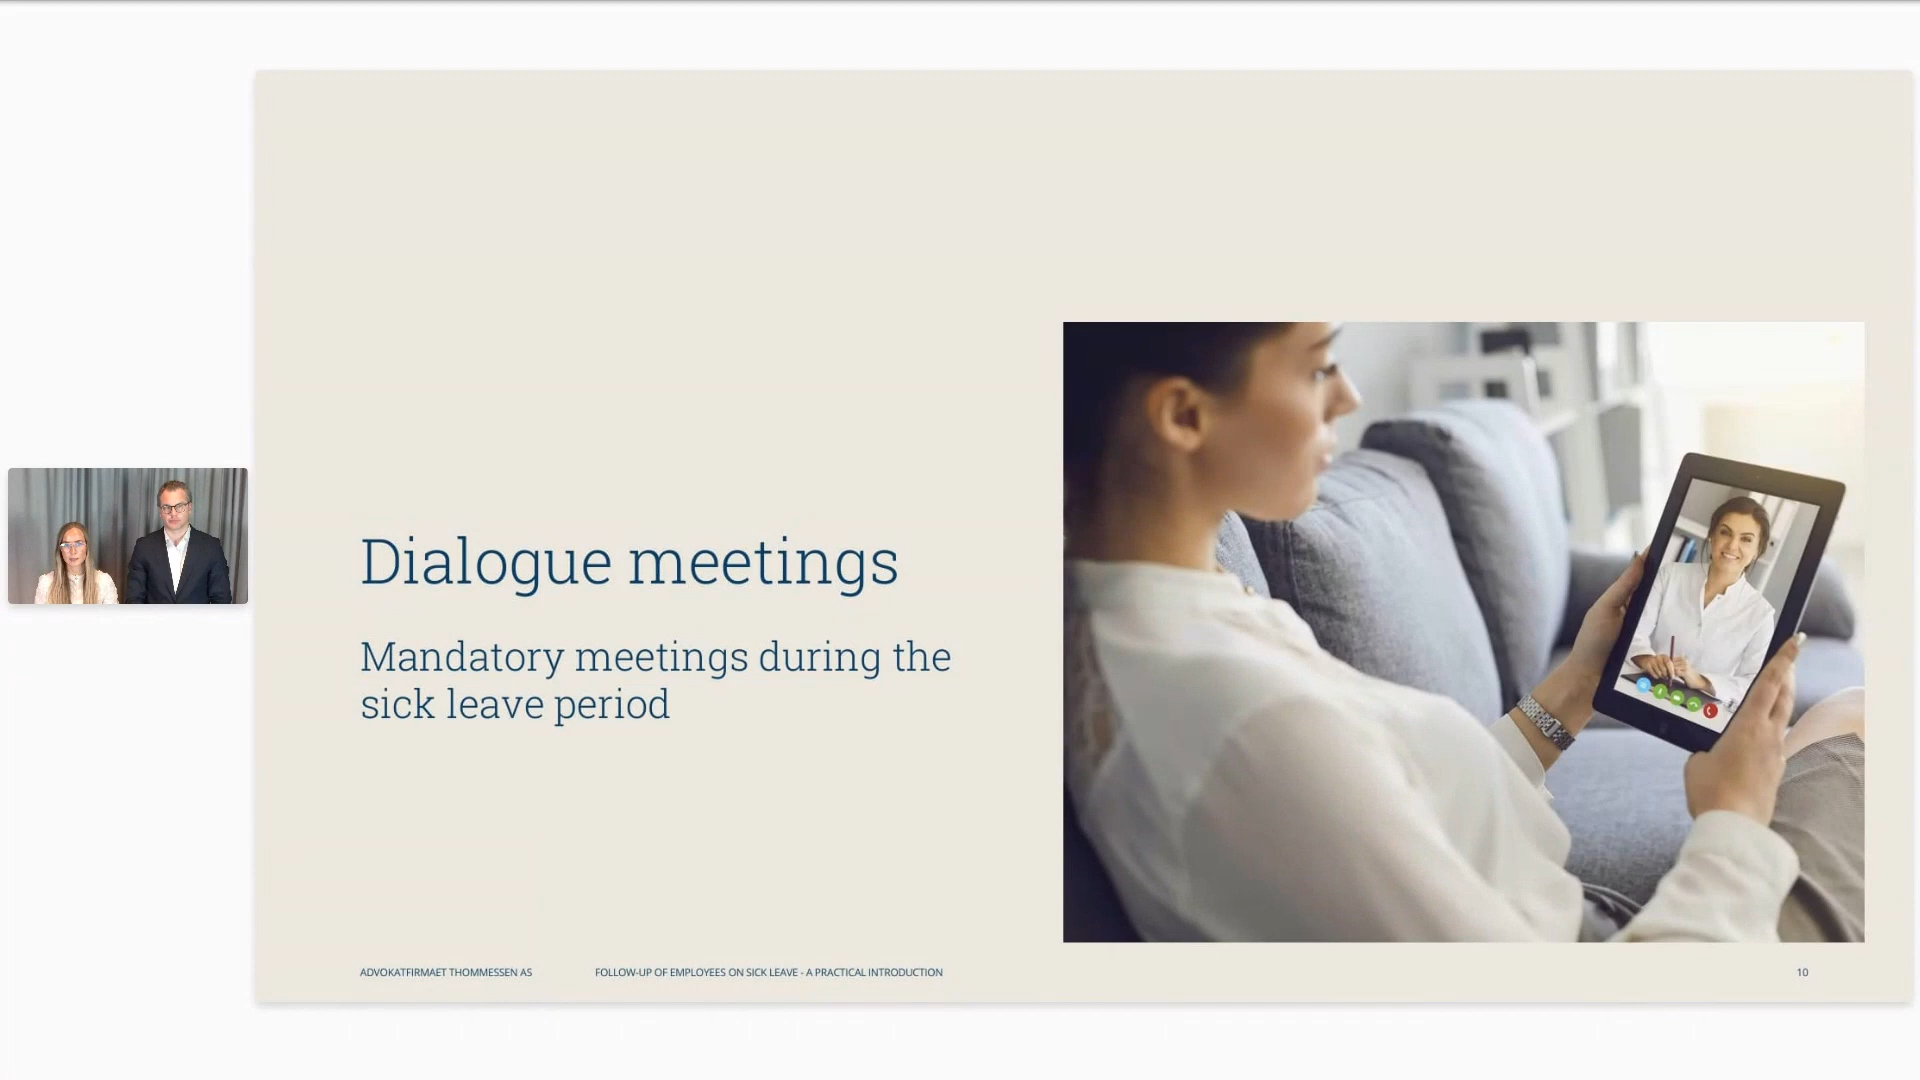 Dialogue meetings
Mandatory meetings during the
sick leave period
ADVOKATFIRMAET THOMMESSEN AS
FOLLOW-UP OF EMPLOYEES ON SICK LEAVE - A PRACTICAL INTRODUCTION
10